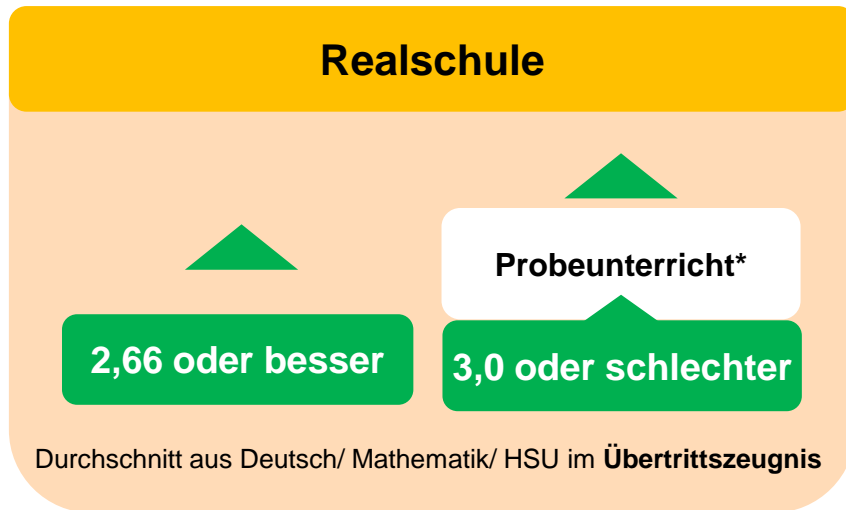 Realschule
Probeunterricht*
2,66 oder besser
3,0 oder schlechter
Durchschnitt aus Deutsch/ Mathematik/ HSU im Übertrittszeugnis